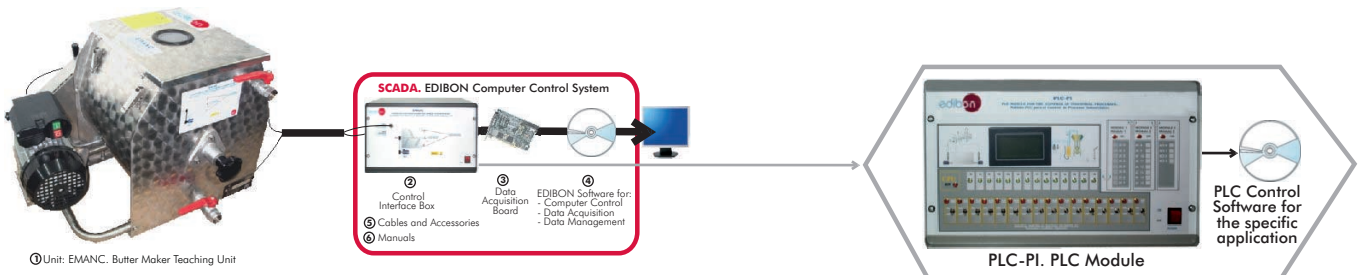 SCADA. EDIBON Computer Control System
② Control
Interface Box
③ Data
Acquisition
Board
④ EDIBON Software for:
- Computer Control
- Data Acquisition
- Data Management
⑤ Cables and Accessories
⑥ Manuals
① Unit: EMANC. Butter Maker Teaching Unit
edibon
PLC-PI
PLC-PI. PLC Module
PLC Control
Software for
the specific
application